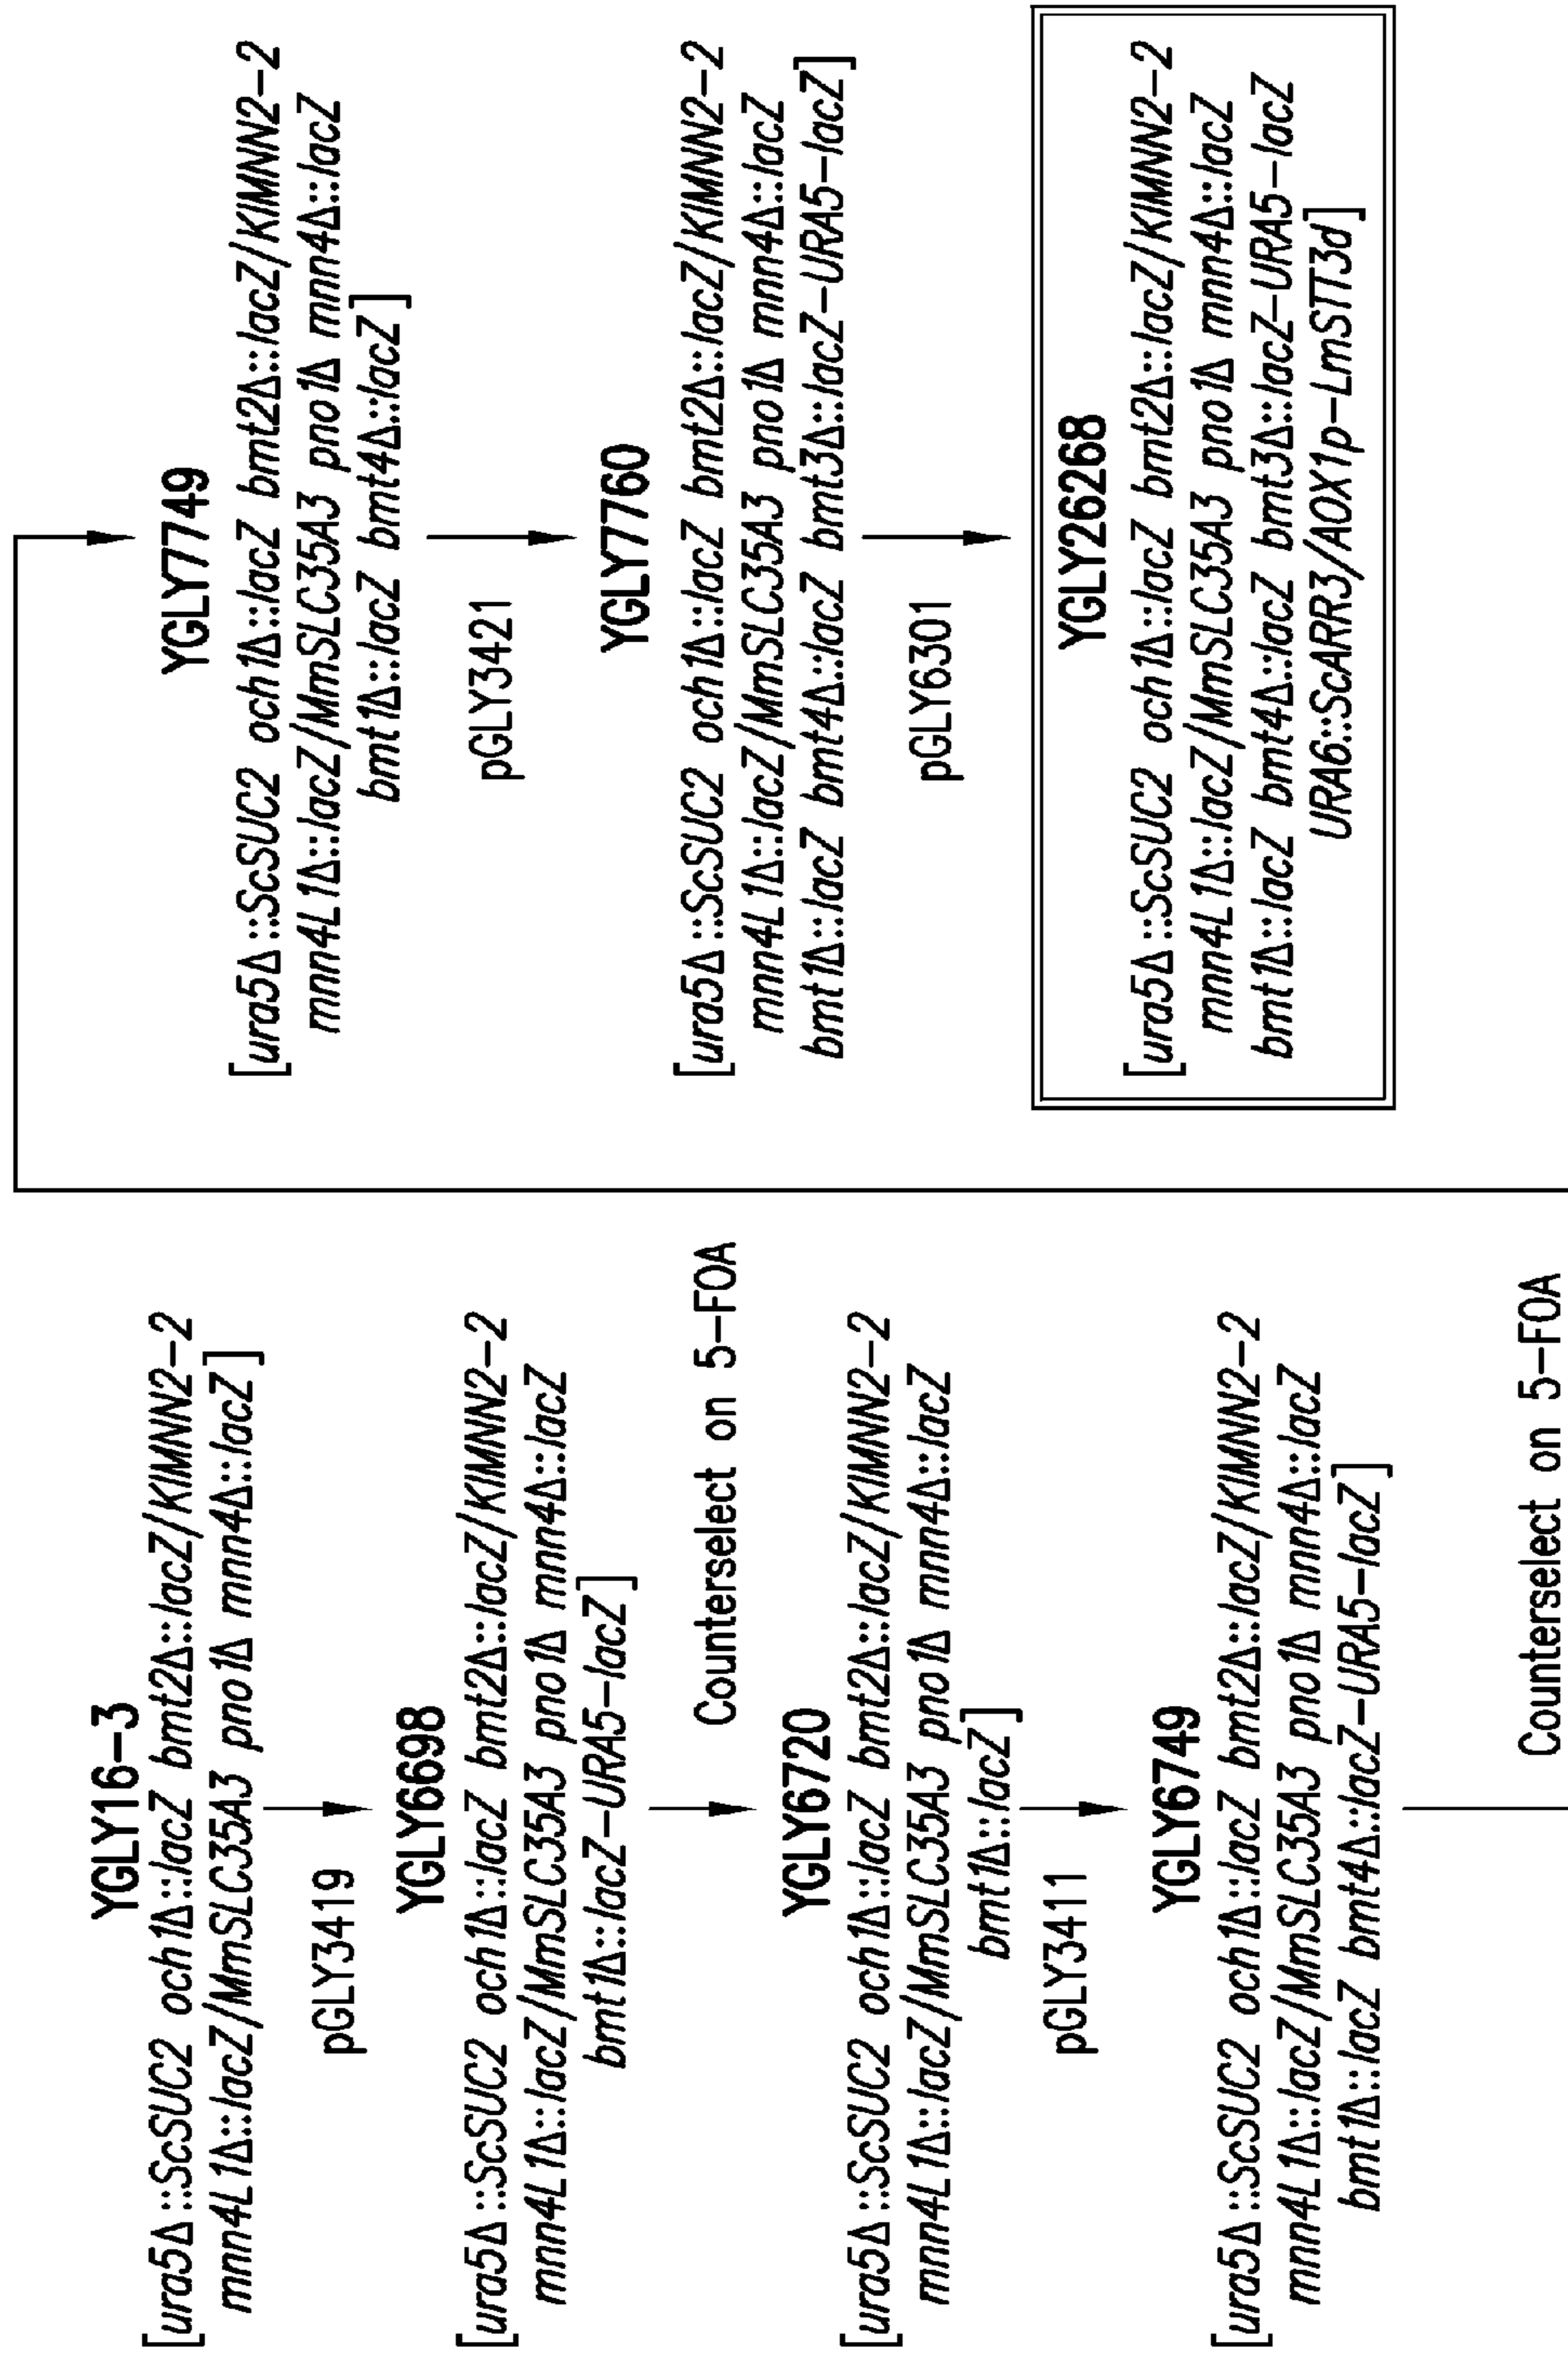 YGLY16-3
[ura5Δ::ScSUC2 och1Δ::lacZ bmt2Δ::lacZ/KlMNN2-2
mnn4L1Δ::lacZ/MmSLC35A3 pno1Δ mnn4Δ::lacZ]
pGLY3419
YGLY6698
[ura5Δ::ScSUC2 och1Δ::lacZ bmt2Δ::lacZ/KlMNN2-2
mnn4L1Δ::lacZ/MmSLC35A3 pno1Δ mnn4Δ::lacZ
bmt1Δ::lacZ-URA5-lacZ]
Counterselect on 5-FOA
YGLY6720
[ura5Δ::ScSUC2 och1Δ::lacZ bmt2Δ::lacZ/KlMNN2-2
mnn4L1Δ::lacZ/MmSLC35A3 pno1Δ mnn4Δ::lacZ
bmt1Δ::lacZ]
pGLY3411
YGLY6749
[ura5Δ::ScSUC2 och1Δ::lacZ bmt2Δ::lacZ/KlMNN2-2
mnn4L1Δ::lacZ/MmSLC35A3 pno1Δ mnn4Δ::lacZ
bmt1Δ::lacZ bmt4Δ::lacZ-URA5-lacZ]
Counterselect on 5-FOA
YGLY7749
[ura5Δ::ScSUC2 och1Δ::lacZ bmt2Δ::lacZ/KlMNN2-2
mnn4L1Δ::lacZ/MmSLC35A3 pno1Δ mnn4Δ::lacZ
bmt1Δ::lacZ bmt4Δ::lacZ]
pGLY3421
YGLY7760
[ura5Δ::ScSUC2 och1Δ::lacZ bmt2Δ::lacZ/KlMNN2-2
mnn4L1Δ::lacZ/MmSLC35A3 pno1Δ mnn4Δ::lacZ
bmt1Δ::lacZ bmt4Δ::lacZ bmt3Δ::lacZ-URA5-lacZ]
pGLY6301
YGLY26268
[ura5Δ::ScSUC2 och1Δ::lacZ bmt2Δ::lacZ/KlMNN2-2
mnn4L1Δ::lacZ/MmSLC35A3 pno1Δ mnn4Δ::lacZ
bmt1Δ::lacZ bmt4Δ::lacZ bmt3Δ::lacZ-URA5-lacZ
URA6::ScARR3/AOX1p-LmSTT3d]